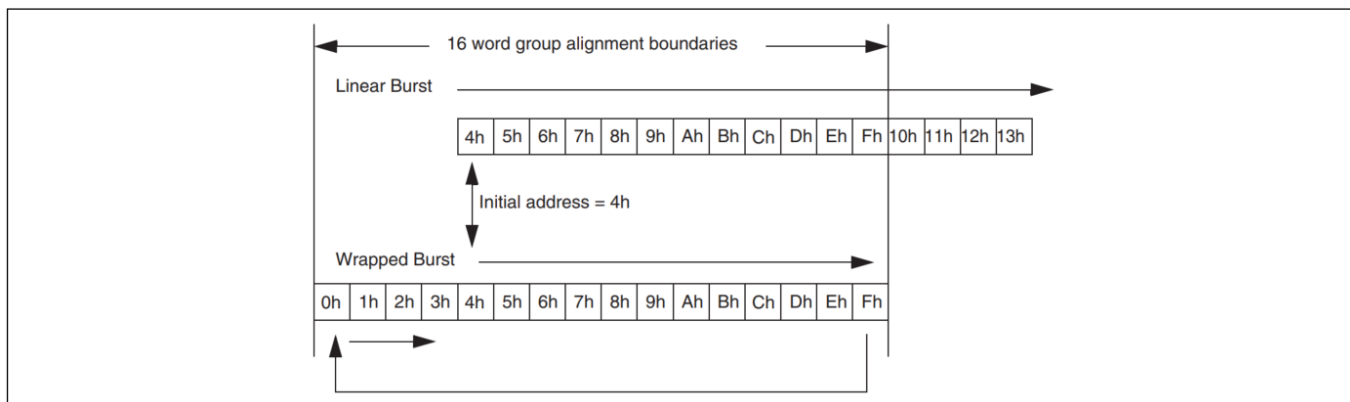 16 word group alignment boundaries
Linear Burst
4h 5h 6h 7h 8h 9h Ah Bh Ch Dh Eh Fh 10h 11h 12h 13h
Initial address = 4h
Wrapped Burst
0h 1h 2h 3h 4h 5h 6h 7h 8h 9h Ah Bh Ch Dh Eh Fh